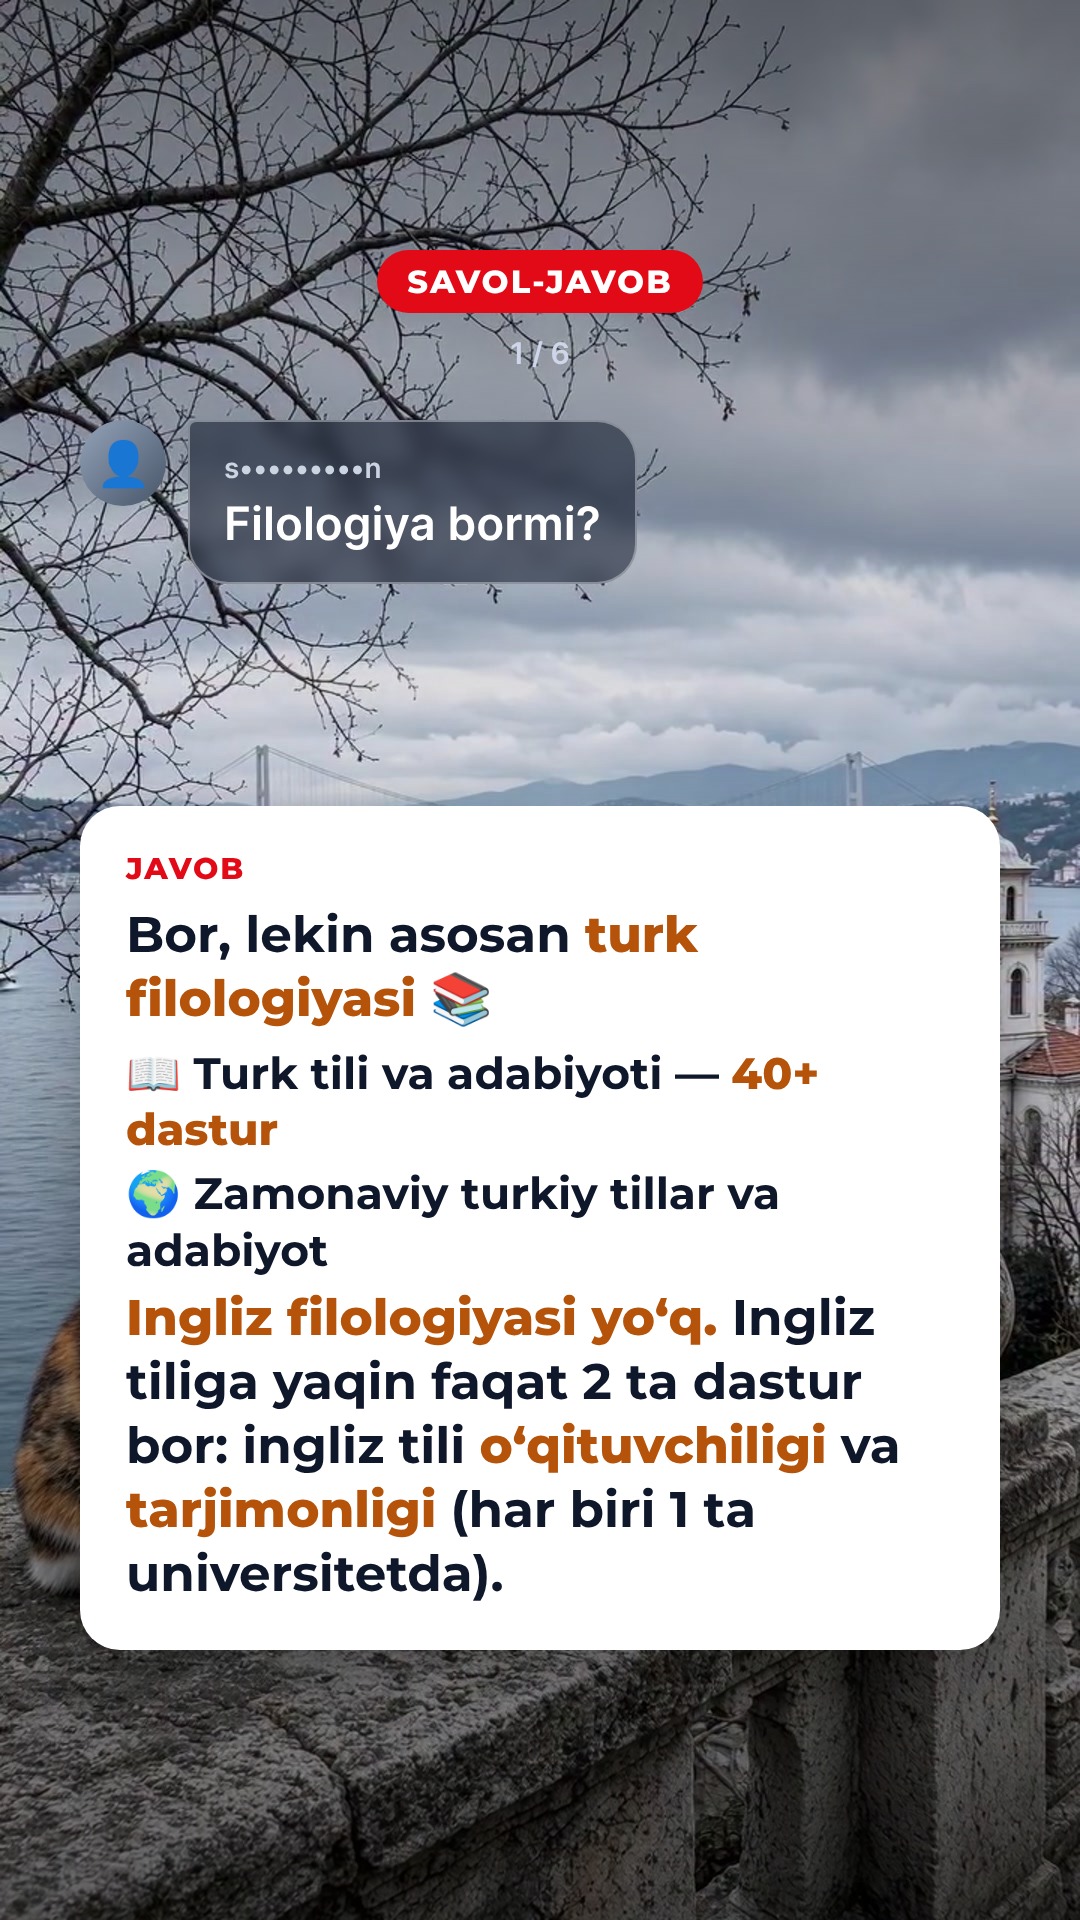 SAVOL-JAVOB
1 / 6
s•••••••••n
Filologiya bormi?
JAVOB
Bor, lekin asosan turk
filologiyasi 📚
📖 Turk tili va adabiyoti — 40+
dastur
🌍 Zamonaviy turkiy tillar va
adabiyot
Ingliz filologiyasi yo‘q. Ingliz
tiliga yaqin faqat 2 ta dastur
bor: ingliz tili o‘qituvchiligi va
tarjimonligi (har biri 1 ta
universitetda).